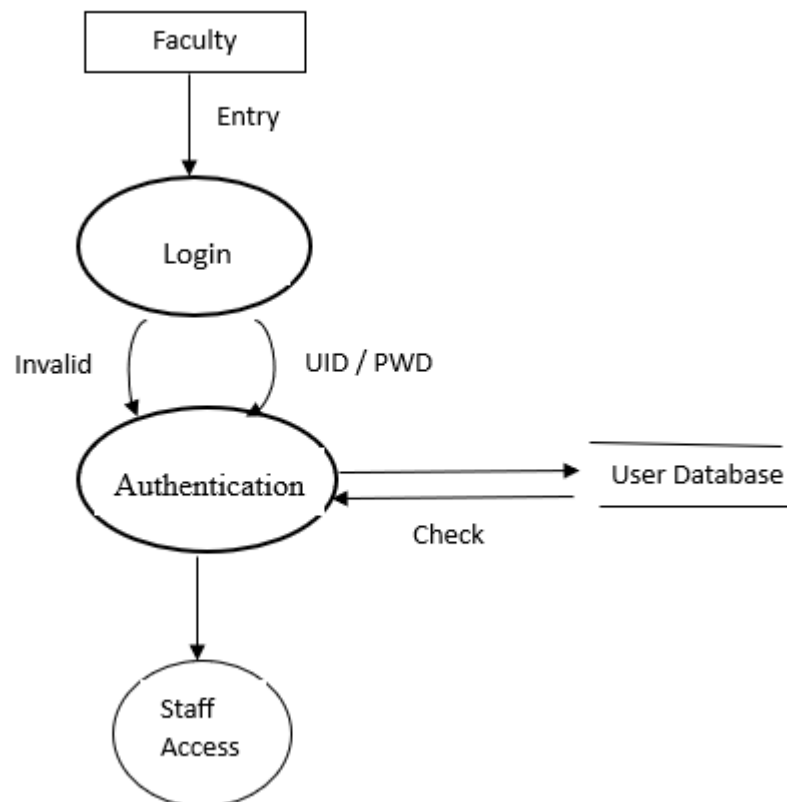 Faculty
Entry
Login
Invalid
UID / PWD
Authentication
User Database
Check
Staff
Access